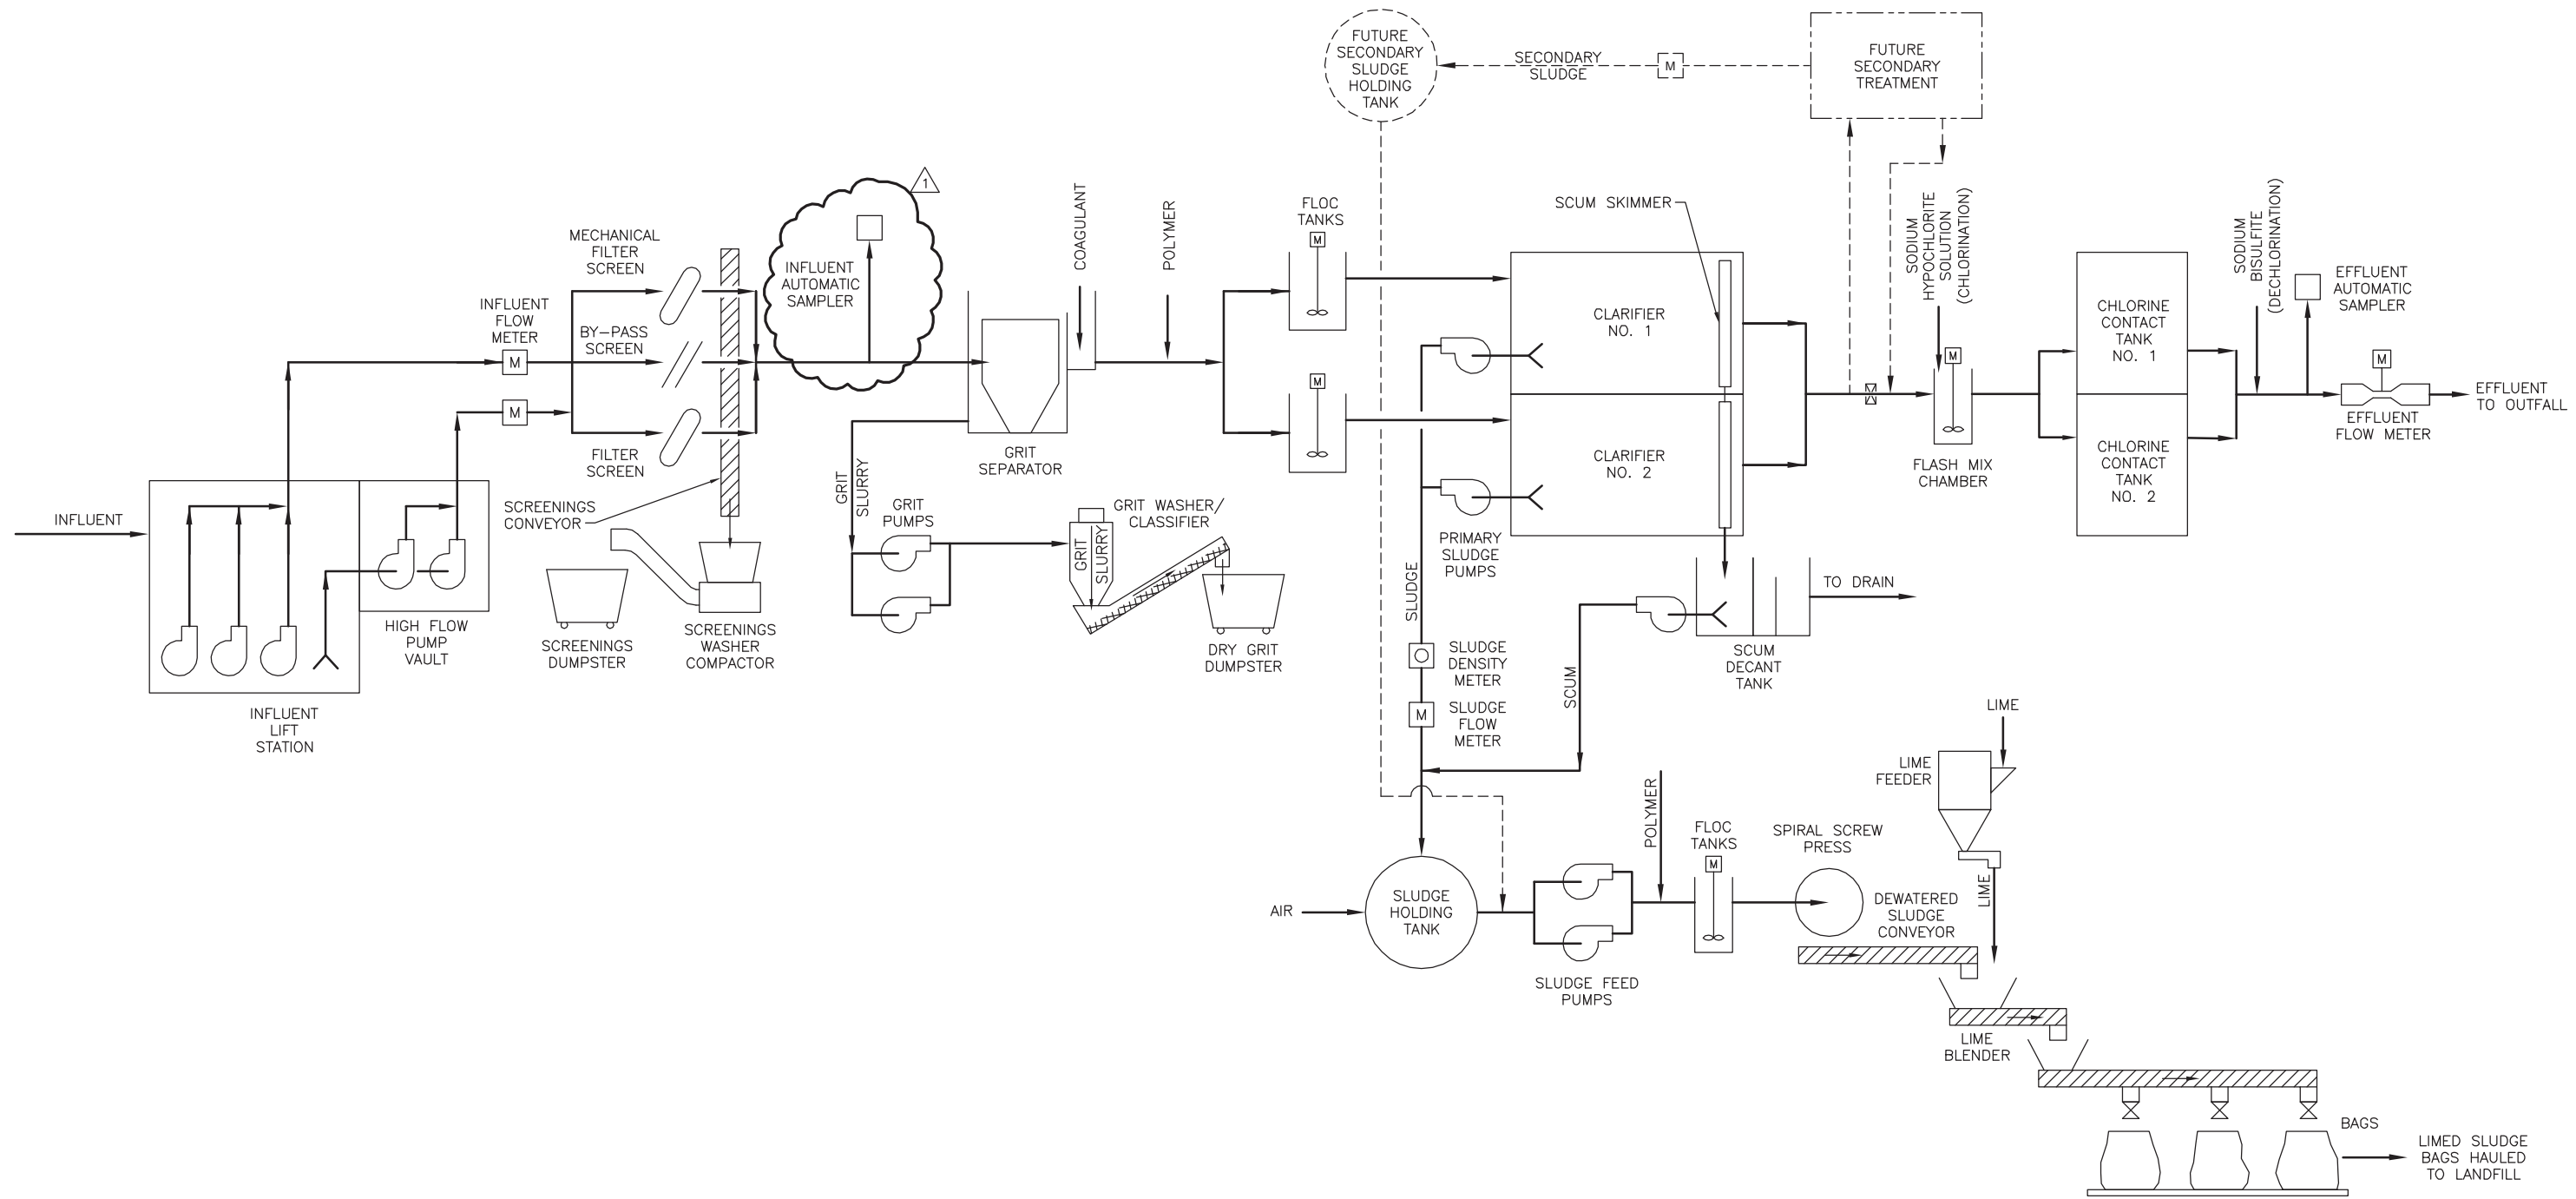 FUTURE
SECONDARY
SLUDGE
HOLDING
TANK
SECONDARY
SLUDGE
M
FUTURE
SECONDARY
TREATMENT
1
MECHANICAL
FILTER
SCREEN
INFLUENT
FLOW
METER
M
BY-PASS
SCREEN
M
FILTER
SCREEN
INFLUENT
AUTOMATIC
SAMPLER
COAGULANT
POLYMER
FLOC
TANKS
M
M
SCUM SKIMMER
CLARIFIER
NO. 1
CLARIFIER
NO. 2
SODIUM
HYPOCHLORITE
SOLUTION
(CHLORINATION)
M
FLASH MIX
CHAMBER
CHLORINE
CONTACT
TANK
NO. 1
CHLORINE
CONTACT
TANK
NO. 2
SODIUM
BISULFITE
(DECHLORINATION)
EFFLUENT
AUTOMATIC
SAMPLER
M
EFFLUENT
FLOW METER
EFFLUENT
TO OUTFALL
INFLUENT
INFLUENT
LIFT
STATION
HIGH FLOW
PUMP
VAULT
SCREENINGS
CONVEYOR
SCREENINGS
DUMPSTER
SCREENINGS
WASHER
COMPACTOR
GRIT
SEPARATOR
GRIT
SLURRY
GRIT
PUMPS
GRIT WASHER/
CLASSIFIER
GRIT
SLURRY
DRY GRIT
DUMPSTER
PRIMARY
SLUDGE
PUMPS
SLUDGE
SLUDGE
DENSITY
METER
M
SLUDGE
FLOW
METER
SCUM
SCUM
DECANT
TANK
TO DRAIN
AIR
SLUDGE
HOLDING
TANK
SLUDGE FEED
PUMPS
POLYMER
FLOC
TANKS
M
SPIRAL SCREW
PRESS
LIME
LIME
FEEDER
LIME
DEWATERED
SLUDGE
CONVEYOR
LIME
BLENDER
BAGS
LIMED SLUDGE
BAGS HAULED
TO LANDFILL